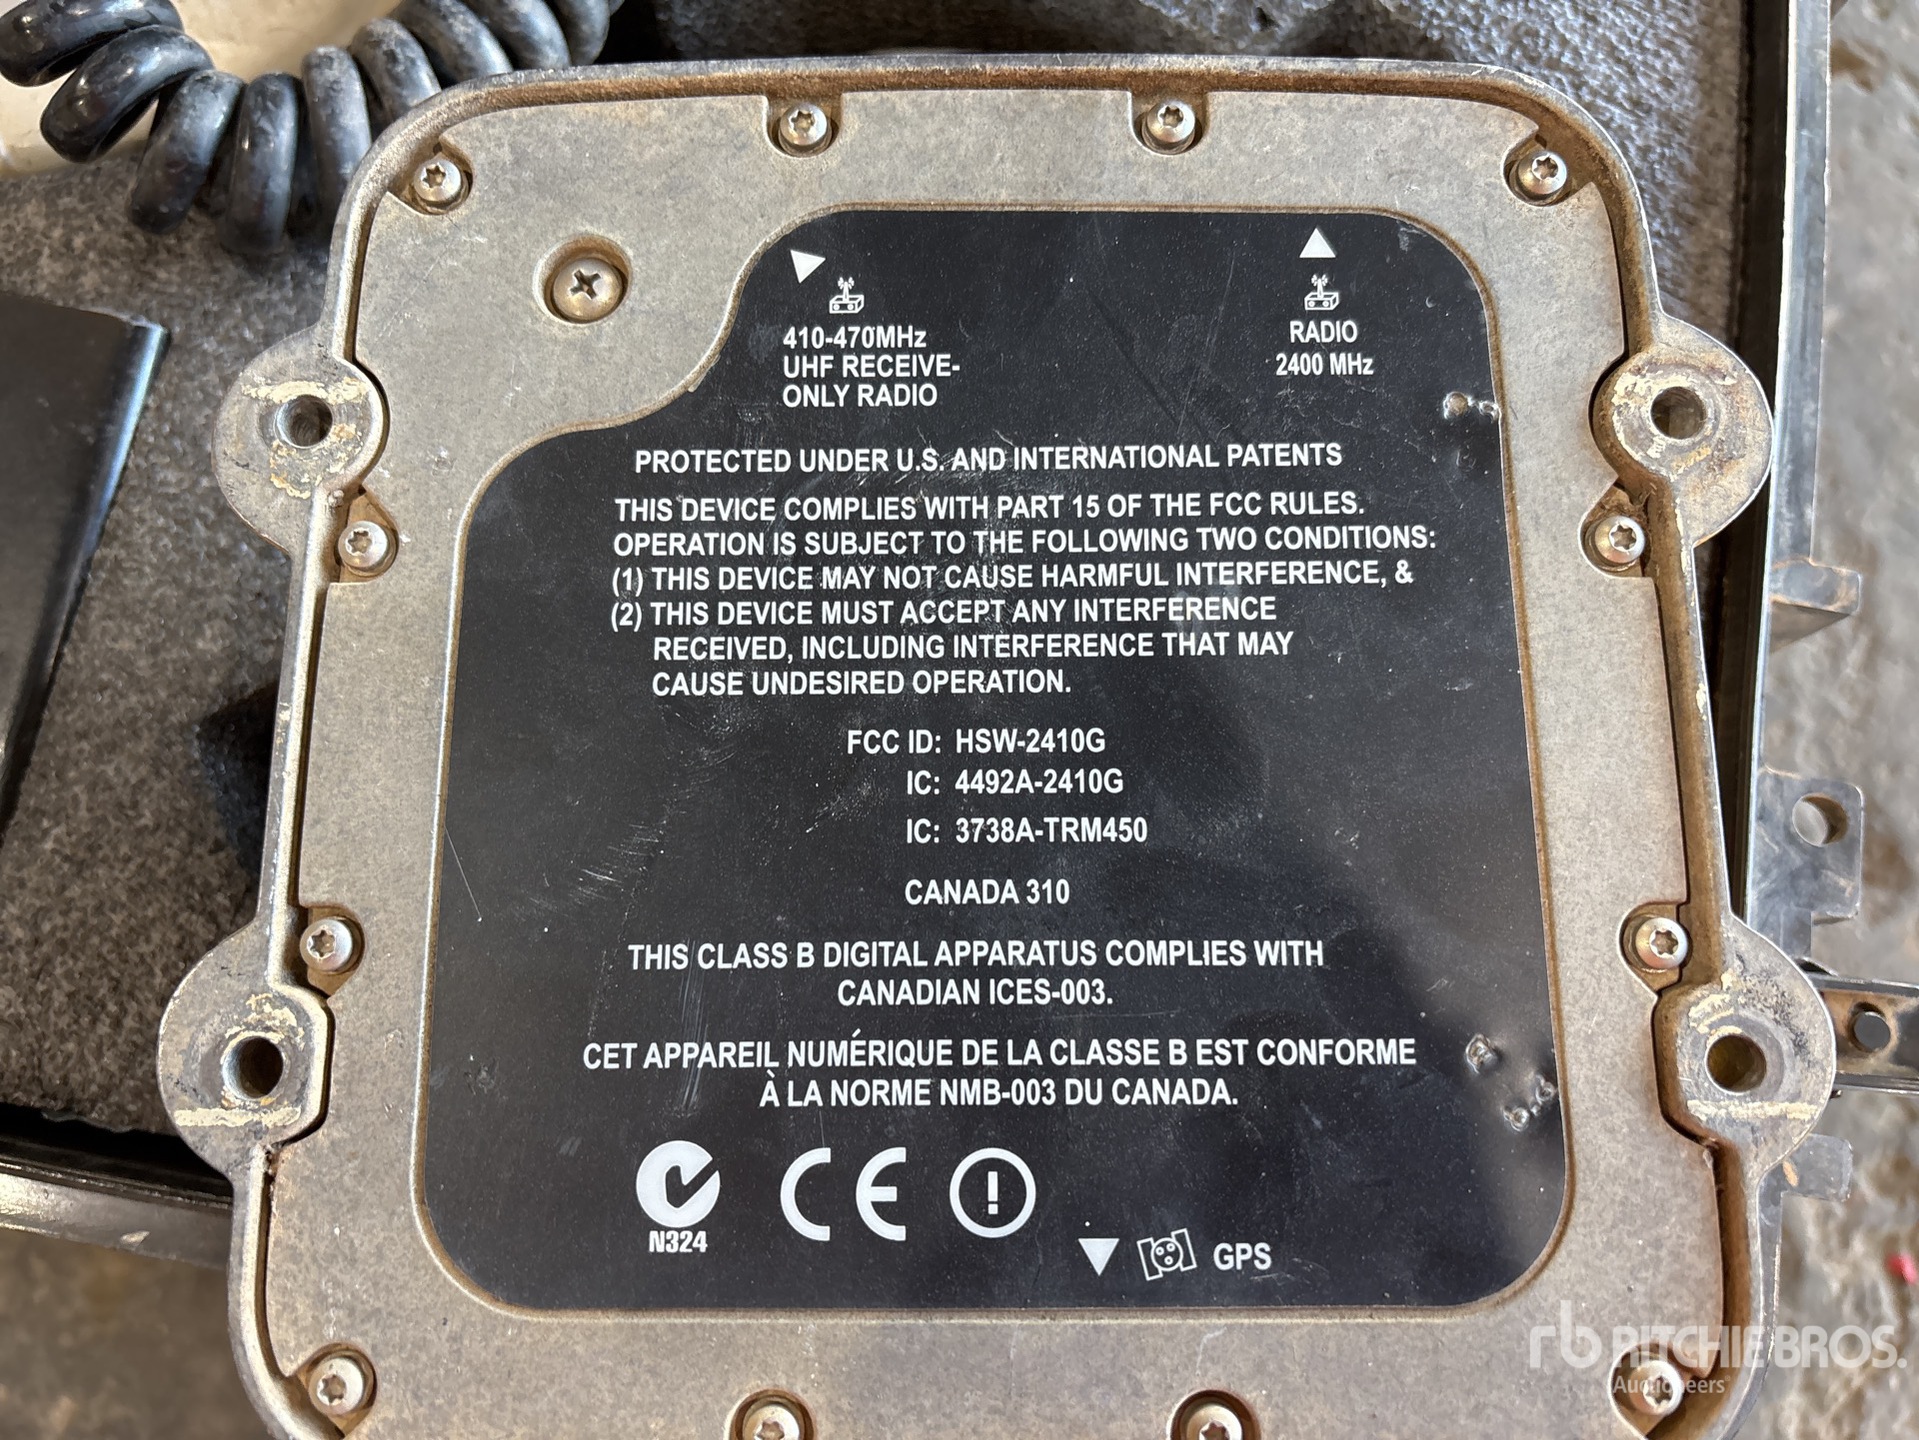 410-470MHz
UHF RECEIVE-
ONLY RADIO
RADIO
2400 MHz
PROTECTED UNDER U.S. AND INTERNATIONAL PATENTS
THIS DEVICE COMPLIES WITH PART 15 OF THE FCC RULES.
OPERATION IS SUBJECT TO THE FOLLOWING TWO CONDITIONS:
(1) THIS DEVICE MAY NOT CAUSE HARMFUL INTERFERENCE, &
(2) THIS DEVICE MUST ACCEPT ANY INTERFERENCE
RECEIVED, INCLUDING INTERFERENCE THAT MAY
CAUSE UNDESIRED OPERATION.
FCC ID: HSW-2410G
IC: 4492A-2410G
IC: 3738A-TRM450
CANADA 310
THIS CLASS B DIGITAL APPARATUS COMPLIES WITH
CANADIAN ICES-003.
CET APPAREIL NUMÉRIQUE DE LA CLASSE B EST CONFORME
À LA NORME NMB-003 DU CANADA.
N324
CE
GPS
rb RITCHIE BROS.
Auctioneers